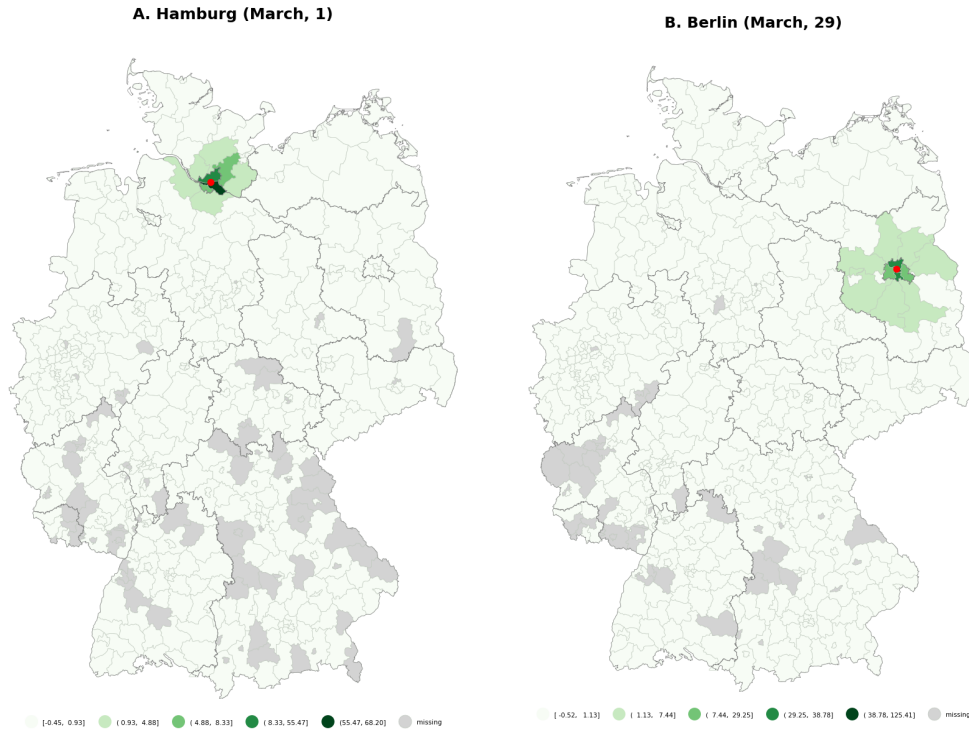 A. Hamburg (March, 1)
B. Berlin (March, 29)
[-0.45, 0.93] ( 0.93, 4.88] ( 4.88, 8.33] ( 8.33, 55.47] (55.47, 68.20] missing
[ -0.52, 1.13] ( 1.13, 7.44] ( 7.44, 29.25] ( 29.25, 38.78] ( 38.78, 125.41] missing